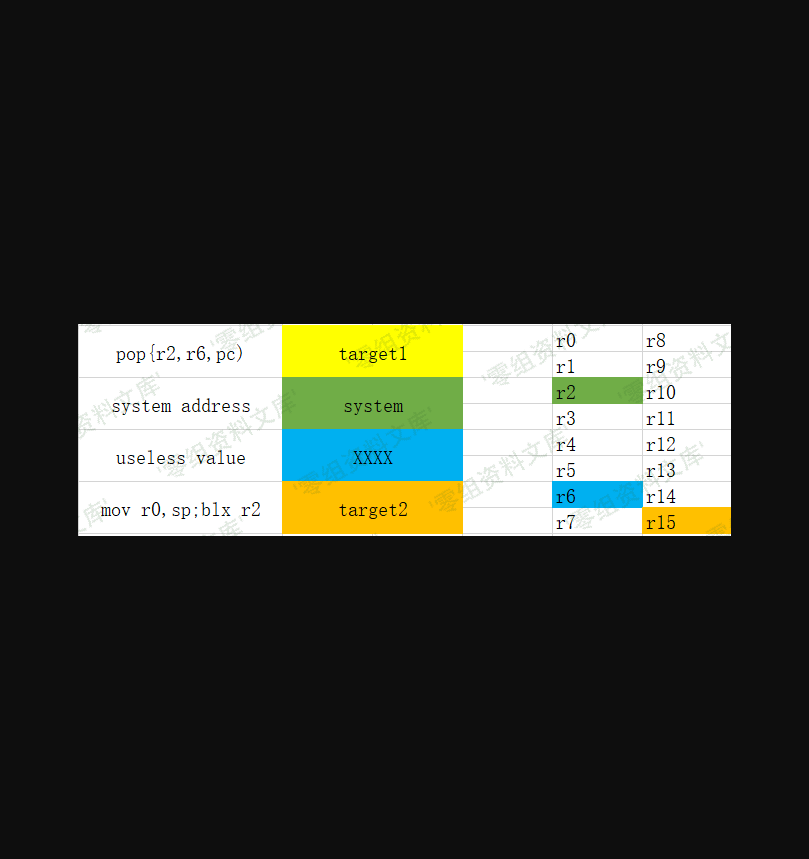 pop{r2,r6,pc) target1 r0 r8
r1 r9
system address system r2 r10
r3 r11
useless value XXXX r4 r12
r5 r13
mov r0,sp;blx r2 target2 r6 r14
r7 r15
'零组资料文库'